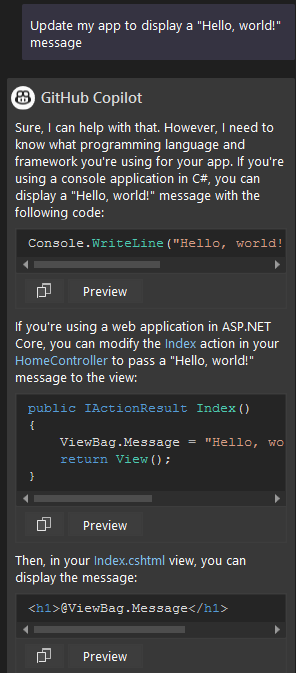 Update my app to display a "Hello, world!"
message
GitHub Copilot
Sure, I can help with that. However, I need to
know what programming language and
framework you're using for your app. If you're
using a console application in C#, you can
display a "Hello, world!" message with the
following code:
Console.WriteLine("Hello, world!
Preview
If you're using a web application in ASP.NET
Core, you can modify the Index action in your
HomeController to pass a "Hello, world!"
message to the view:
public IActionResult Index()
{
ViewBag.Message = "Hello, wo
return View();
}
Preview
Then, in your Index.cshtml view, you can
display the message:
<h1>@ViewBag.Message</h1>
Preview